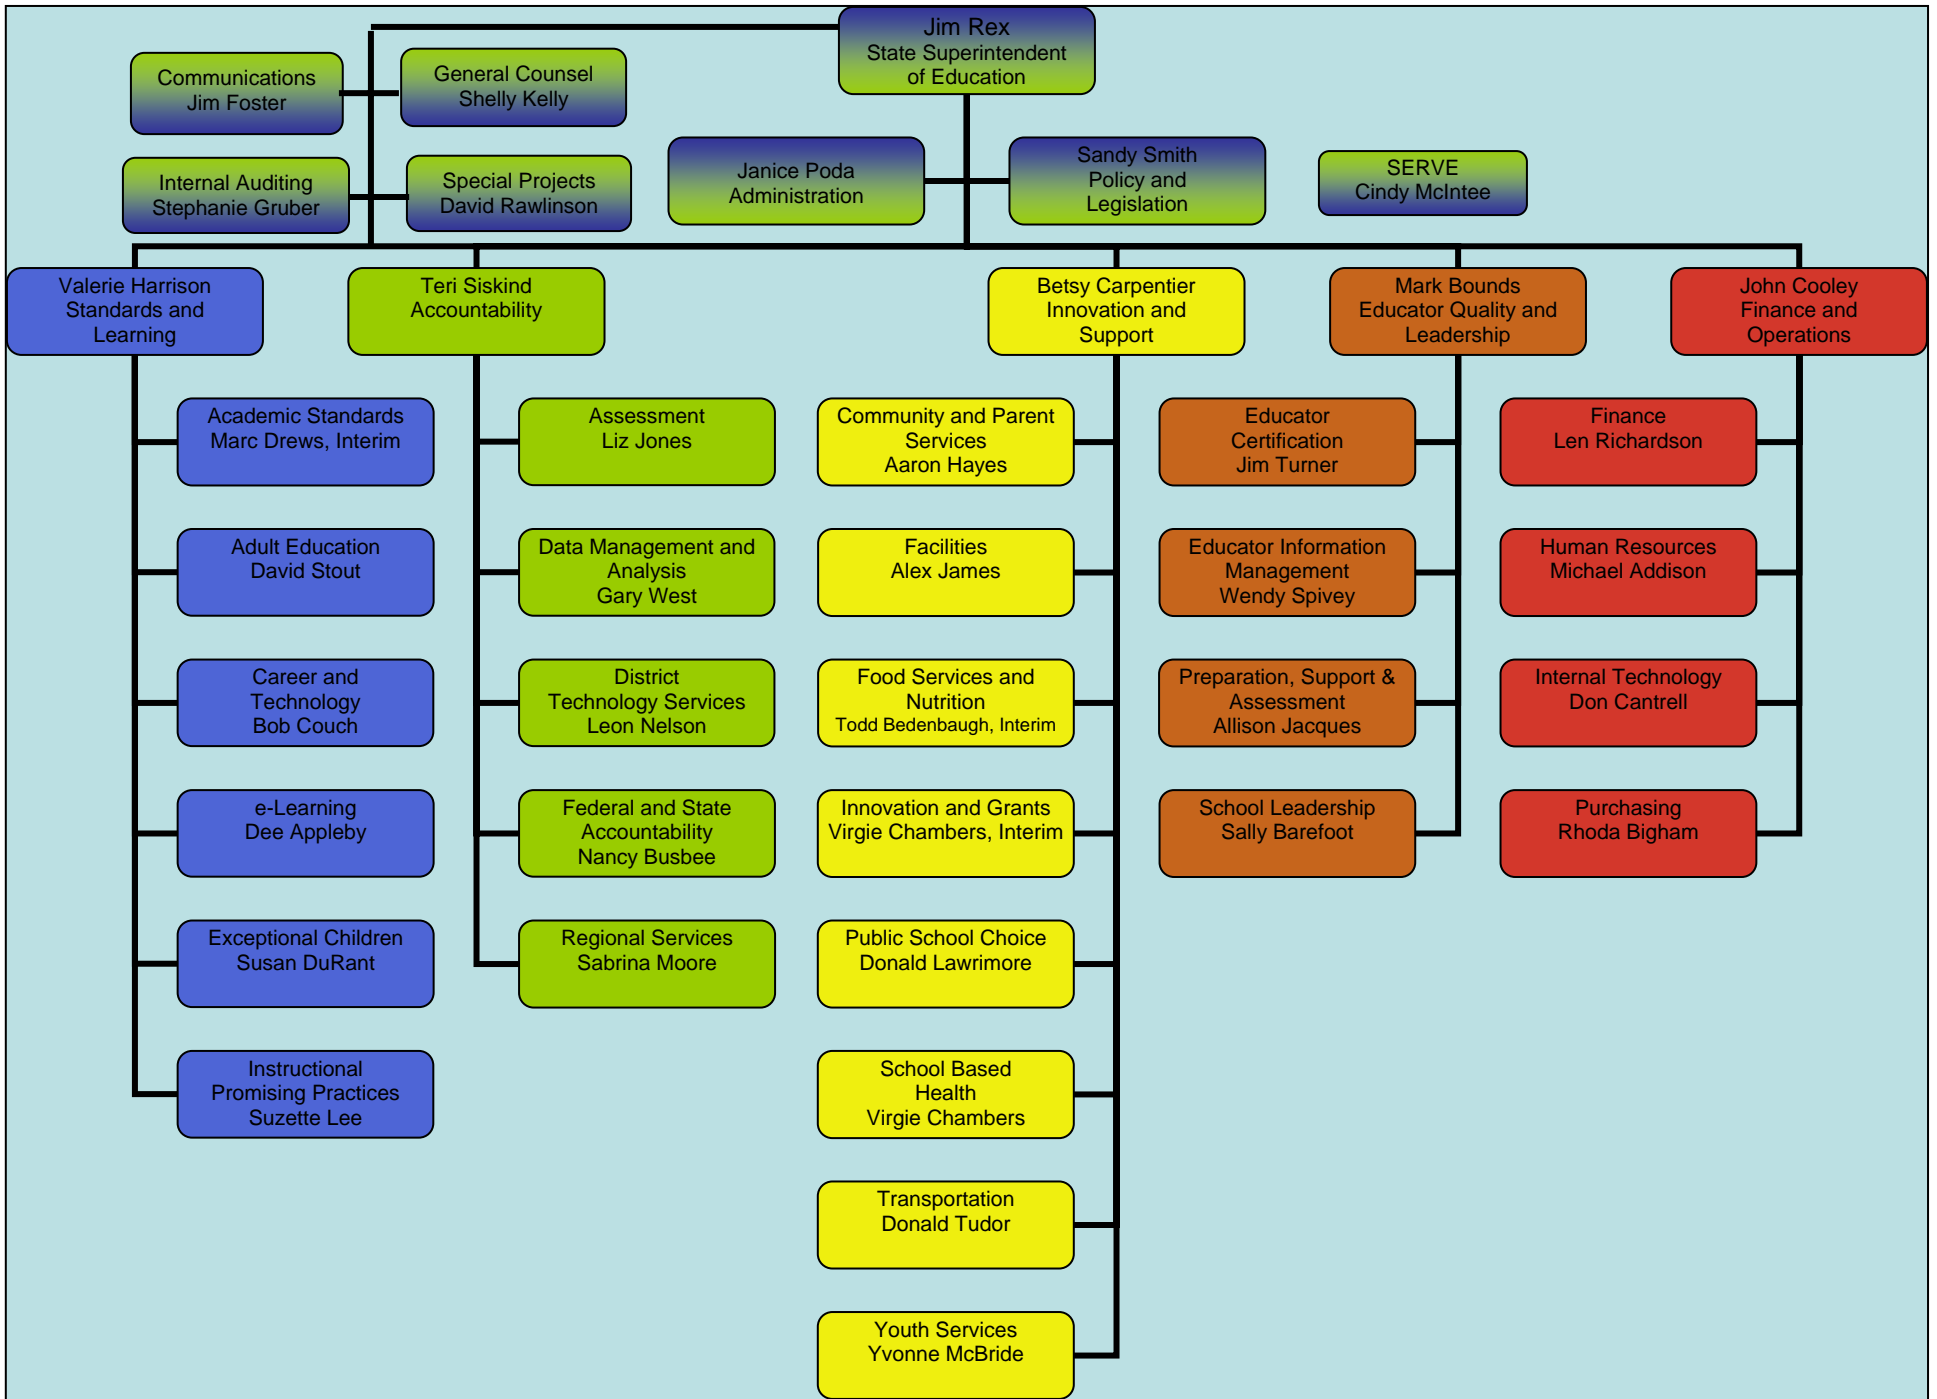 Jim Rex
State Superintendent
of Education
Communications
Jim Foster
General Counsel
Shelly Kelly
Internal Auditing
Stephanie Gruber
Special Projects
David Rawlinson
Janice Poda
Administration
Sandy Smith
Policy and
Legislation
SERVE
Cindy McIntee
Valerie Harrison
Standards and
Learning
Teri Siskind
Accountability
Betsy Carpentier
Innovation and
Support
Mark Bounds
Educator Quality and
Leadership
John Cooley
Finance and
Operations
Academic Standards
Marc Drews, Interim
Adult Education
David Stout
Career and
Technology
Bob Couch
e-Learning
Dee Appleby
Exceptional Children
Susan DuRant
Instructional
Promising Practices
Suzette Lee
Assessment
Liz Jones
Data Management and
Analysis
Gary West
District
Technology Services
Leon Nelson
Federal and State
Accountability
Nancy Busbee
Regional Services
Sabrina Moore
Community and Parent
Services
Aaron Hayes
Facilities
Alex James
Food Services and
Nutrition
Todd Bedenbaugh, Interim
Innovation and Grants
Virgie Chambers, Interim
Public School Choice
Donald Lawrimore
School Based
Health
Virgie Chambers
Transportation
Donald Tudor
Youth Services
Yvonne McBride
Educator
Certification
Jim Turner
Educator Information
Management
Wendy Spivey
Preparation, Support &
Assessment
Allison Jacques
School Leadership
Sally Barefoot
Finance
Len Richardson
Human Resources
Michael Addison
Internal Technology
Don Cantrell
Purchasing
Rhoda Bigham